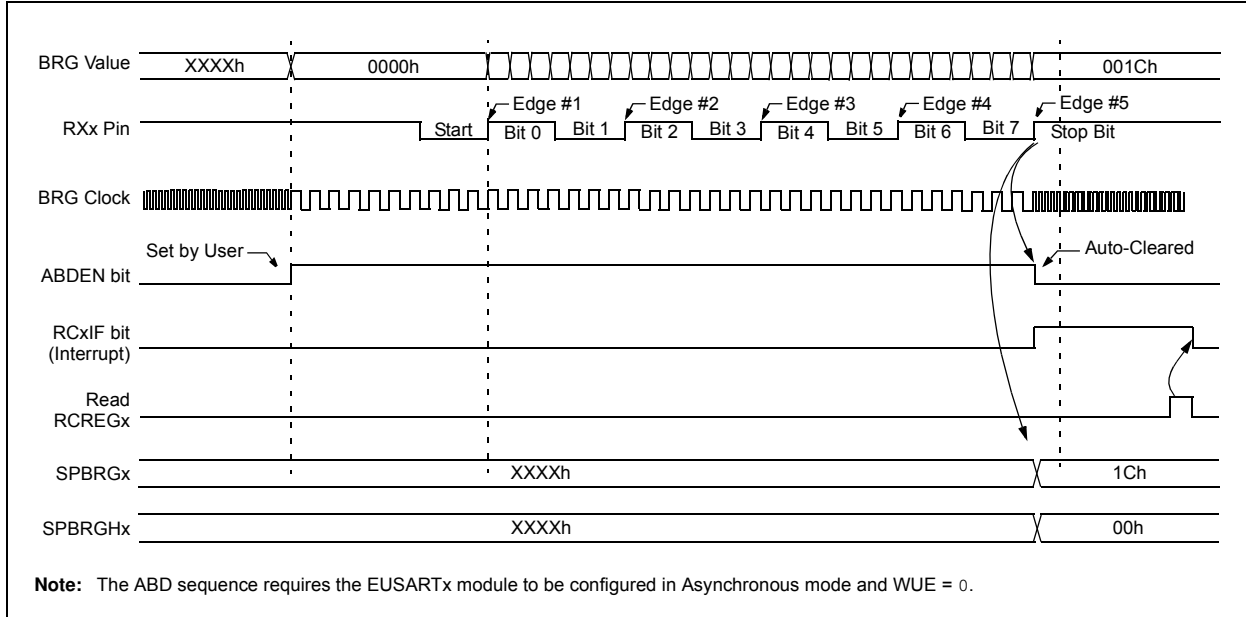 BRG Value XXXXh 0000h 001Ch
Edge #1 Edge #2 Edge #3 Edge #4 Edge #5
RXx Pin Start Bit 0 Bit 1 Bit 2 Bit 3 Bit 4 Bit 5 Bit 6 Bit 7 Stop Bit
BRG Clock
Set by User Auto-Cleared
ABDEN bit
RCxIF bit
(Interrupt)
Read
RCREGx
SPBRGx XXXXh 1Ch
SPBRGHx XXXXh 00h
Note: The ABD sequence requires the EUSARTx module to be configured in Asynchronous mode and WUE = 0.